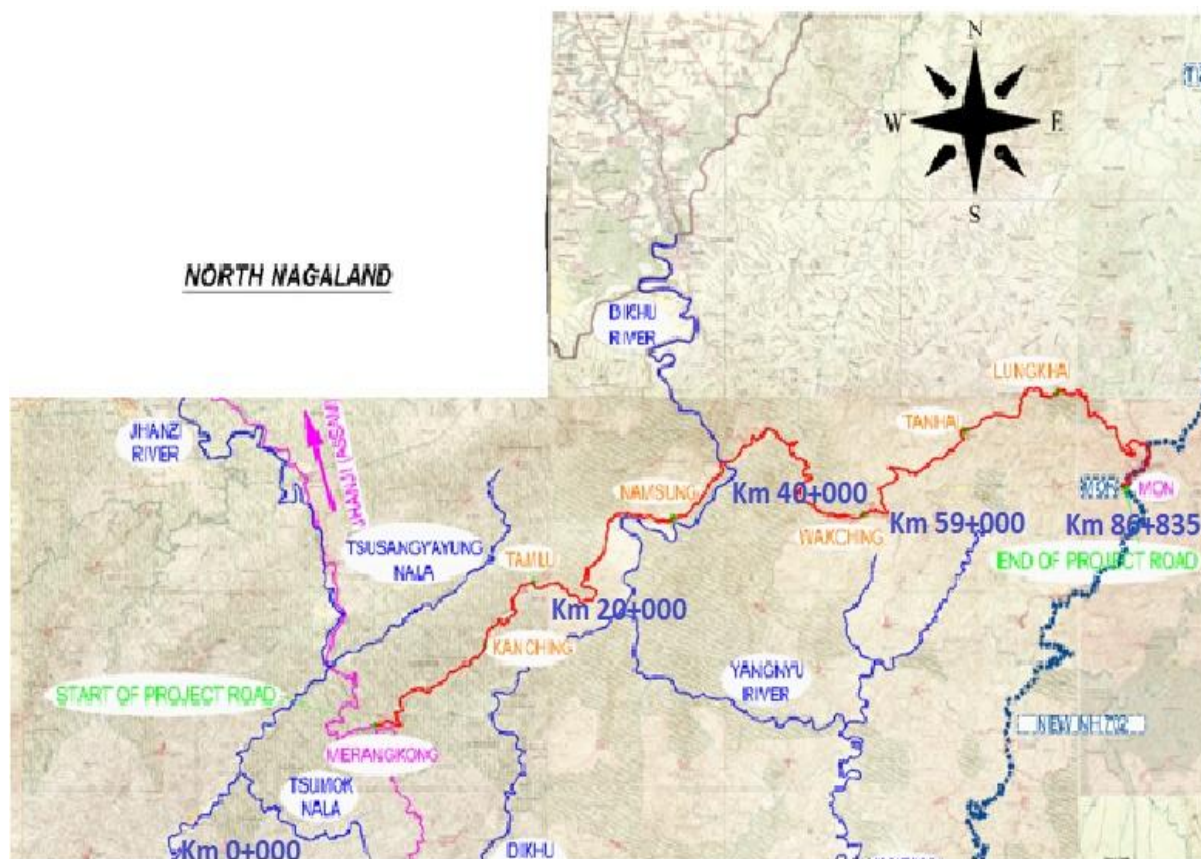 N
W
E
S
NORTH NAGALAND
DIKHU
RIVER
LUNGKHAI
JHANZI
RIVER
JHANJI (ASSAM)
TANHAI
NAMSUNG
Km 40+000
WAKCHING
Km 59+000
MON
Km 86+835
END OF PROJECT ROAD
TSUSANGYAYUNG
NALA
TAMLU
Km 20+000
KANCHING
YANGNYU
RIVER
START OF PROJECT ROAD
NEW NH 702
MERANGKONG
TSUMOK
NALA
Km 0+000
DIKHU